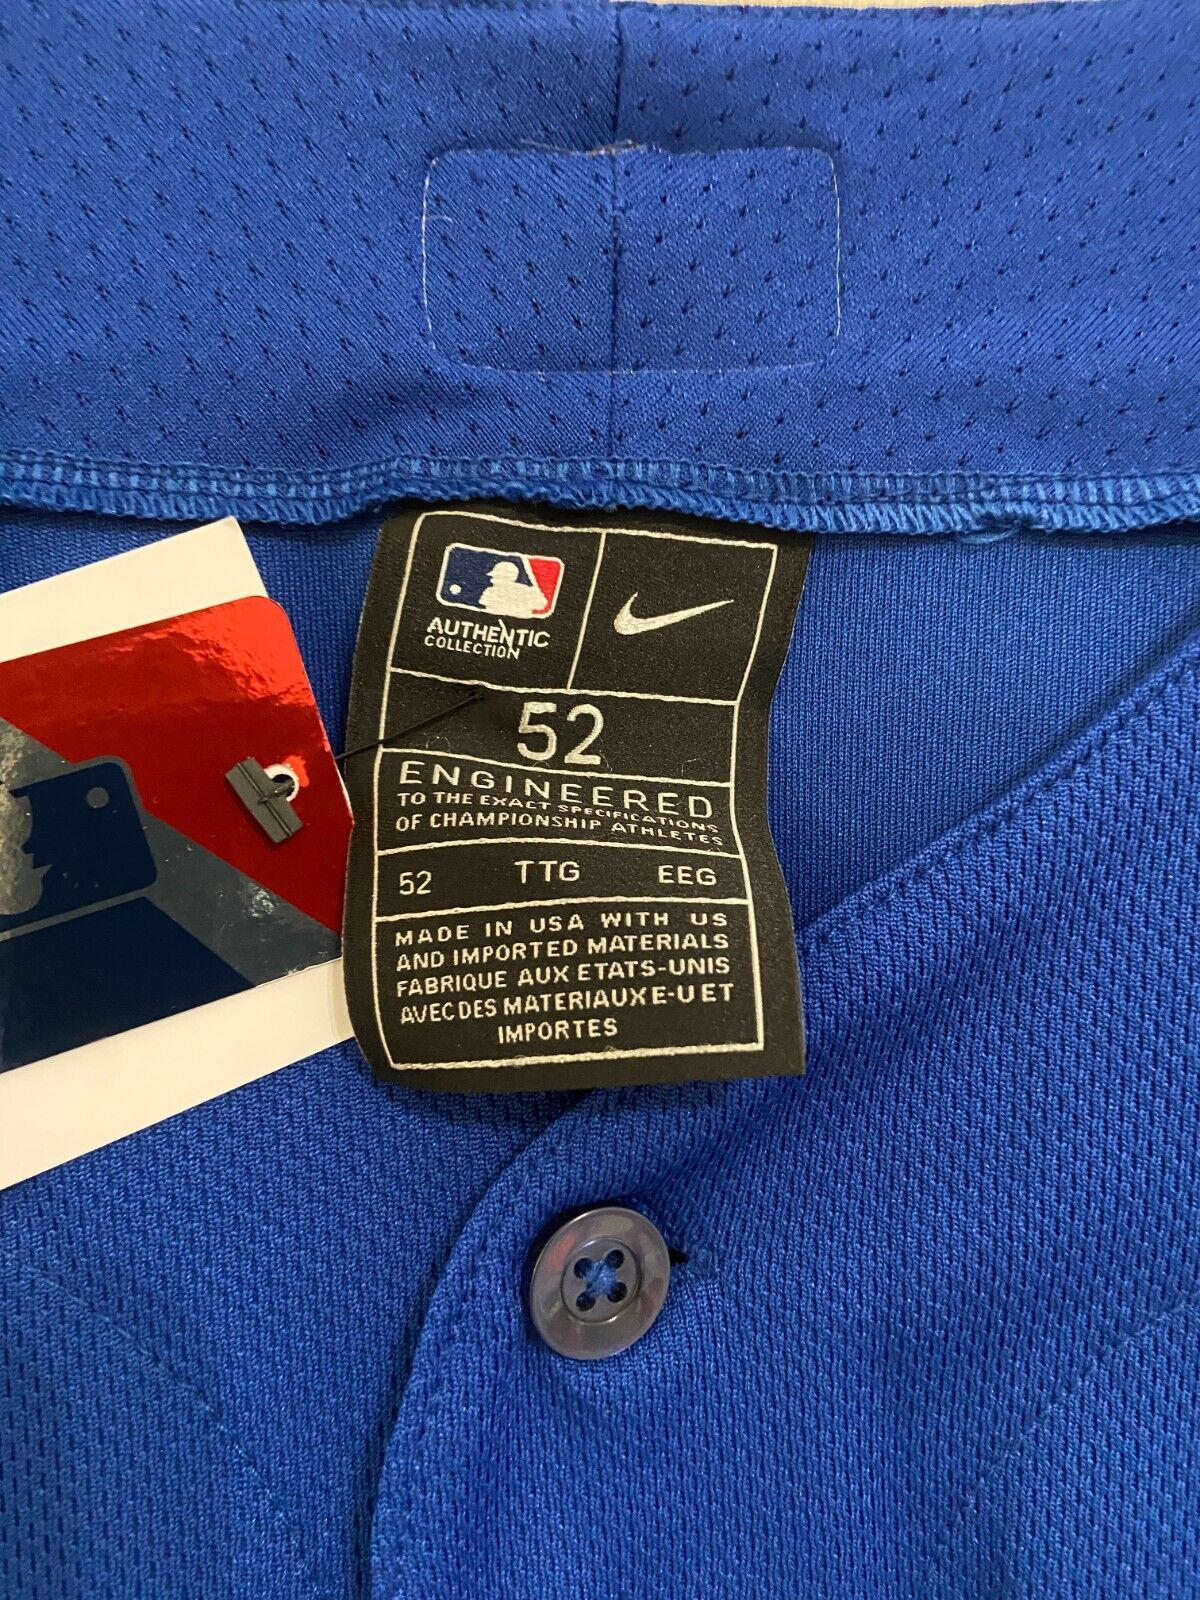 AUTHENTIC
COLLECTION
52
ENGINEERED
TO THE EXACT SPECIFICATIONS
OF CHAMPIONSHIP ATHLETES
52 TTG EEG
MADE IN USA WITH US
AND IMPORTED MATERIALS
FABRIQUE AUX ETATS-UNIS
AVEC DES MATERIAUX E-U ET
IMPORTES